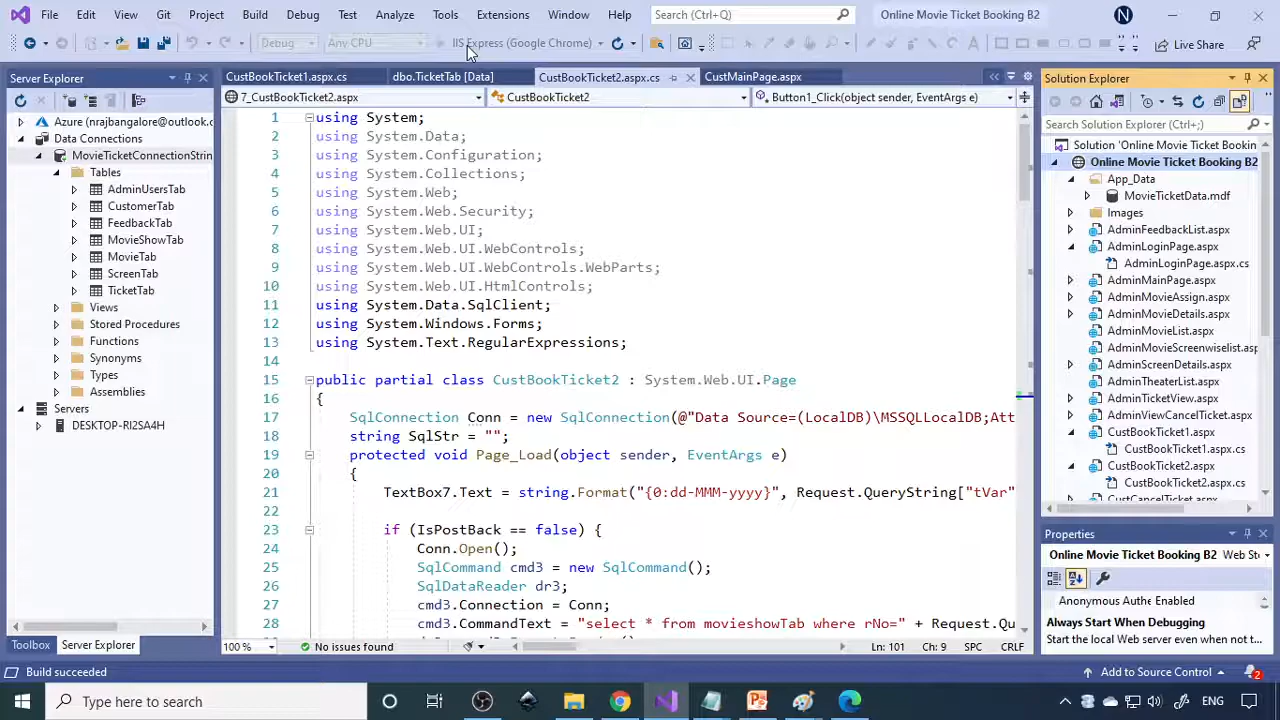 File Edit View Git Project Build Debug Test Analyze Tools Extensions Window Help Search (Ctrl+Q) Online Movie Ticket Booking B2 N
Debug Any CPU IIS Express (Google Chrome) Live Share
Server Explorer
Azure (nrajbangalore@outlook.c
Data Connections
MovieTicketConnectionStrin
Tables
AdminUsersTab
CustomerTab
FeedbackTab
MovieShowTab
MovieTab
ScreenTab
TicketTab
Views
Stored Procedures
Functions
Synonyms
Types
Assemblies
Servers
DESKTOP-RI2SA4H
Toolbox Server Explorer
CustBookTicket1.aspx.cs dbo.TicketTab [Data] CustBookTicket2.aspx.cs CustMainPage.aspx
7_CustBookTicket2.aspx CustBookTicket2 Button1_Click(object sender, EventArgs e)
1 using System;
2 using System.Data;
3 using System.Configuration;
4 using System.Collections;
5 using System.Web;
6 using System.Web.Security;
7 using System.Web.UI;
8 using System.Web.UI.WebControls;
9 using System.Web.UI.WebControls.WebParts;
10 using System.Web.UI.HtmlControls;
11 using System.Data.SqlClient;
12 using System.Windows.Forms;
13 using System.Text.RegularExpressions;
14
15 public partial class CustBookTicket2 : System.Web.UI.Page
16 {
17 SqlConnection Conn = new SqlConnection(@"Data Source=(LocalDB)\MSSQLLocalDB;Att
18 string SqlStr = "";
19 protected void Page_Load(object sender, EventArgs e)
20 {
21 TextBox7.Text = string.Format("{0:dd-MMM-yyyy}", Request.QueryString["tVar"
22
23 if (IsPostBack == false) {
24 Conn.Open();
25 SqlCommand cmd3 = new SqlCommand();
26 SqlDataReader dr3;
27 cmd3.Connection = Conn;
28 cmd3.CommandText = "select * from movieshowTab where rNo=" + Request.Qu
100 % No issues found Ln: 101 Ch: 9 SPC CRLF
Solution Explorer
Search Solution Explorer (Ctrl+;)
Solution 'Online Movie Ticket Bookin
Online Movie Ticket Booking B2
App_Data
MovieTicketData.mdf
Images
AdminFeedbackList.aspx
AdminLoginPage.aspx
AdminLoginPage.aspx.cs
AdminMainPage.aspx
AdminMovieAssign.aspx
AdminMovieDetails.aspx
AdminMovieList.aspx
AdminMovieScreenwiselist.asp
AdminScreenDetails.aspx
AdminTheaterList.aspx
AdminTicketView.aspx
AdminViewCancelTicket.aspx
CustBookTicket1.aspx
CustBookTicket1.aspx.cs
CustBookTicket2.aspx
CustBookTicket2.aspx.cs
CustCancelTicket.aspx
Properties
Online Movie Ticket Booking B2 Web Ste
Anonymous Authe Enabled
Always Start When Debugging
Start the local Web server even when not t...
Build succeeded Add to Source Control 2
Type here to search ENG